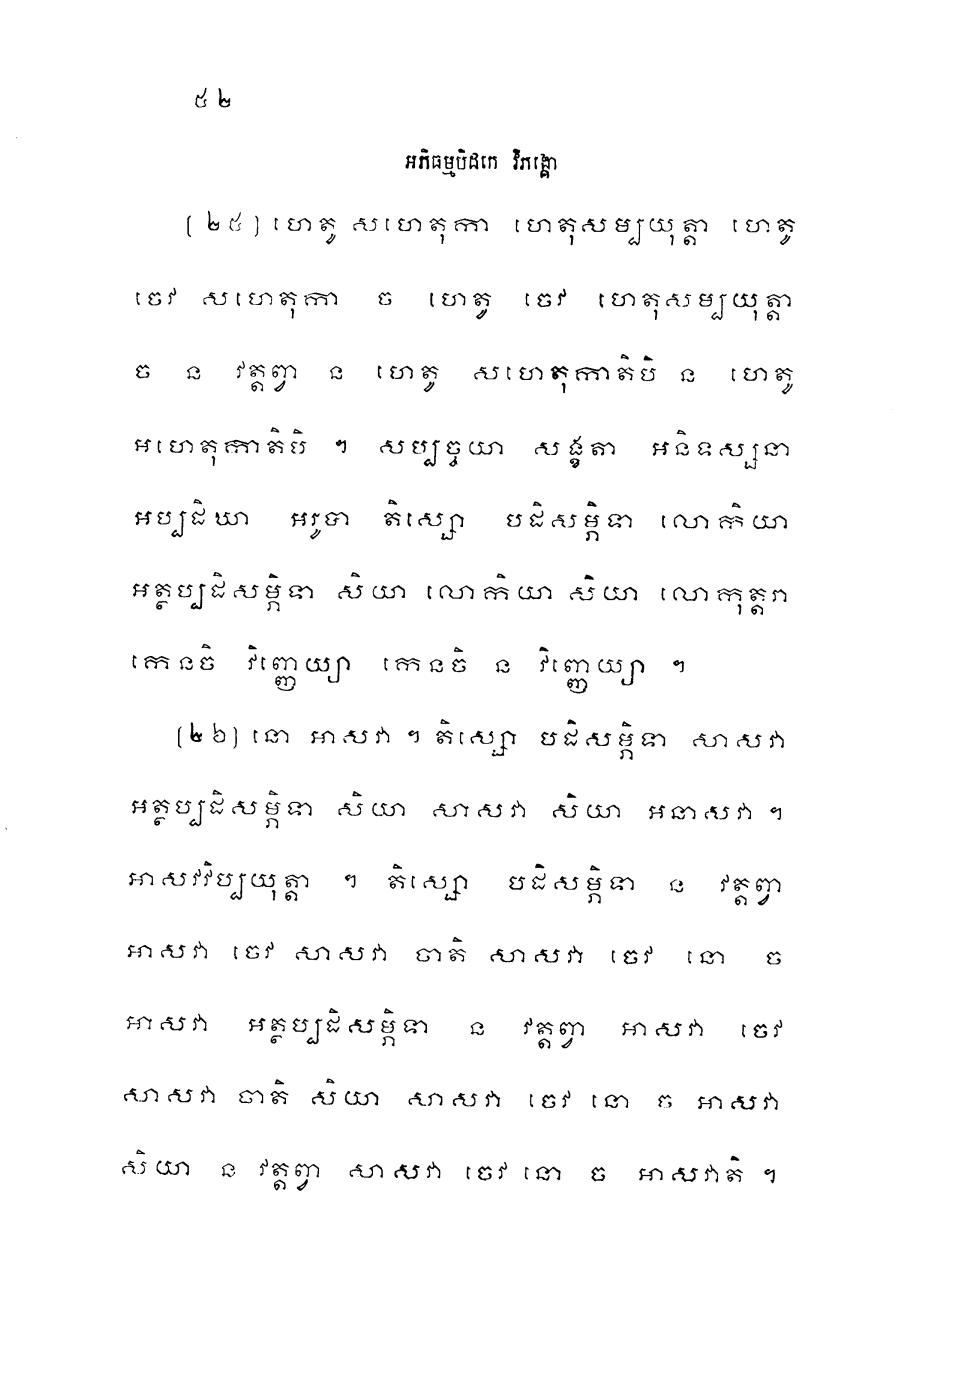 ៥២
អភិធម្មបិដកេ វិភង្គោ
(២៥) ហេតូ សហេតុកា ហេតុសម្បយុត្តា ហេតូ
ចេវ សហេតុកា ច ហេតូ ចេវ ហេតុសម្បយុត្តា
ច ន វត្តព្វា ន ហេតូ សហេតុកាតិបិ ន ហេតូ
អហេតុកាតិបិ ។ សប្បច្ចយា សង្ខតា អនិទស្សនា
អប្បដិឃា អរូបា តិស្សោ បដិសម្ភិទា លោកិយា
អត្ថប្បដិសម្ភិទា សិយា លោកិយា សិយា លោកុត្តរា
កេនចិ វិញ្ញេយ្យា កេនចិ ន វិញ្ញេយ្យា ។
(២៦) នោ អាសវា ។ តិស្សោ បដិសម្ភិទា សាសវា
អត្ថប្បដិសម្ភិទា សិយា សាសវា សិយា អនាសវា ។
អាសវវិប្បយុត្តា ។ តិស្សោ បដិសម្ភិទា ន វត្តព្វា
អាសវា ចេវ សាសវា ចាតិ សាសវា ចេវ នោ ច
អាសវា អត្ថប្បដិសម្ភិទា ន វត្តព្វា អាសវា ចេវ
សាសវា ចាតិ សិយា សាសវា ចេវ នោ ច អាសវា
សិយា ន វត្តព្វា សាសវា ចេវ នោ ច អាសវាតិ ។